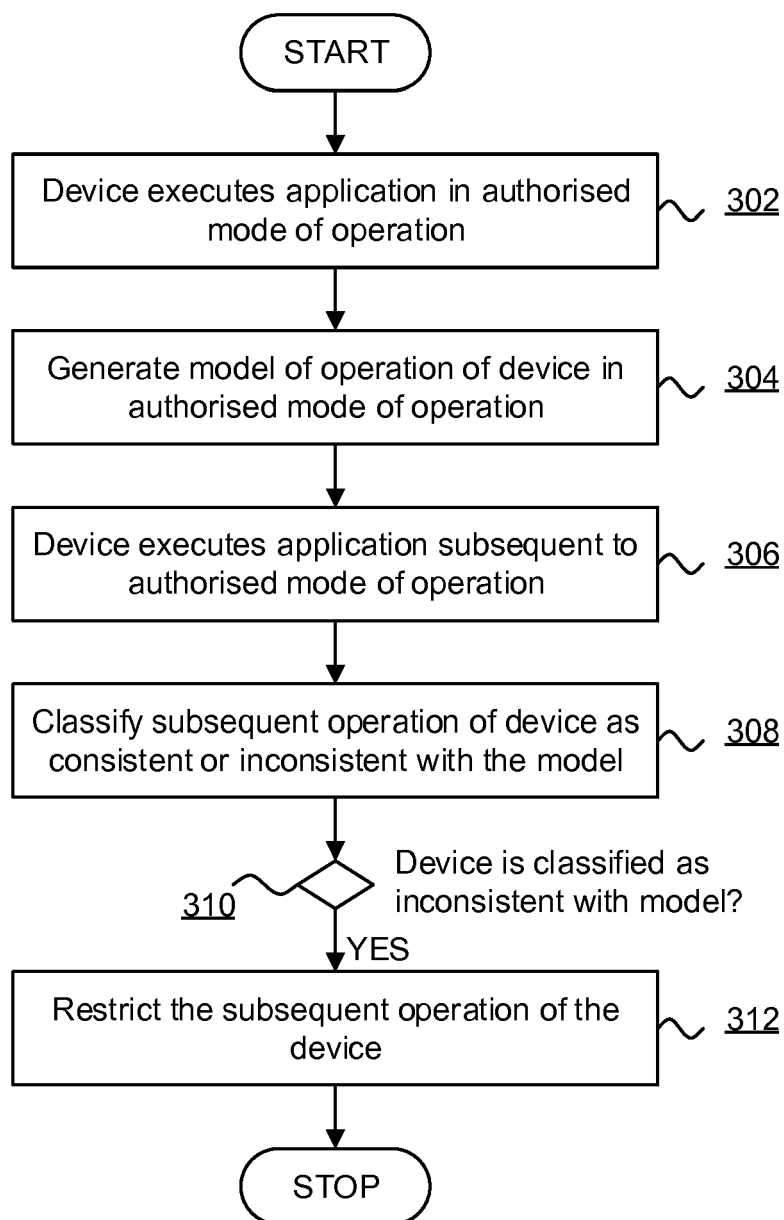 START
Device executes application in authorised
mode of operation
302
Generate model of operation of device in
authorised mode of operation
304
Device executes application subsequent to
authorised mode of operation
306
Classify subsequent operation of device as
consistent or inconsistent with the model
308
Device is classified as
inconsistent with model?
310
YES
Restrict the subsequent operation of the
device
312
STOP